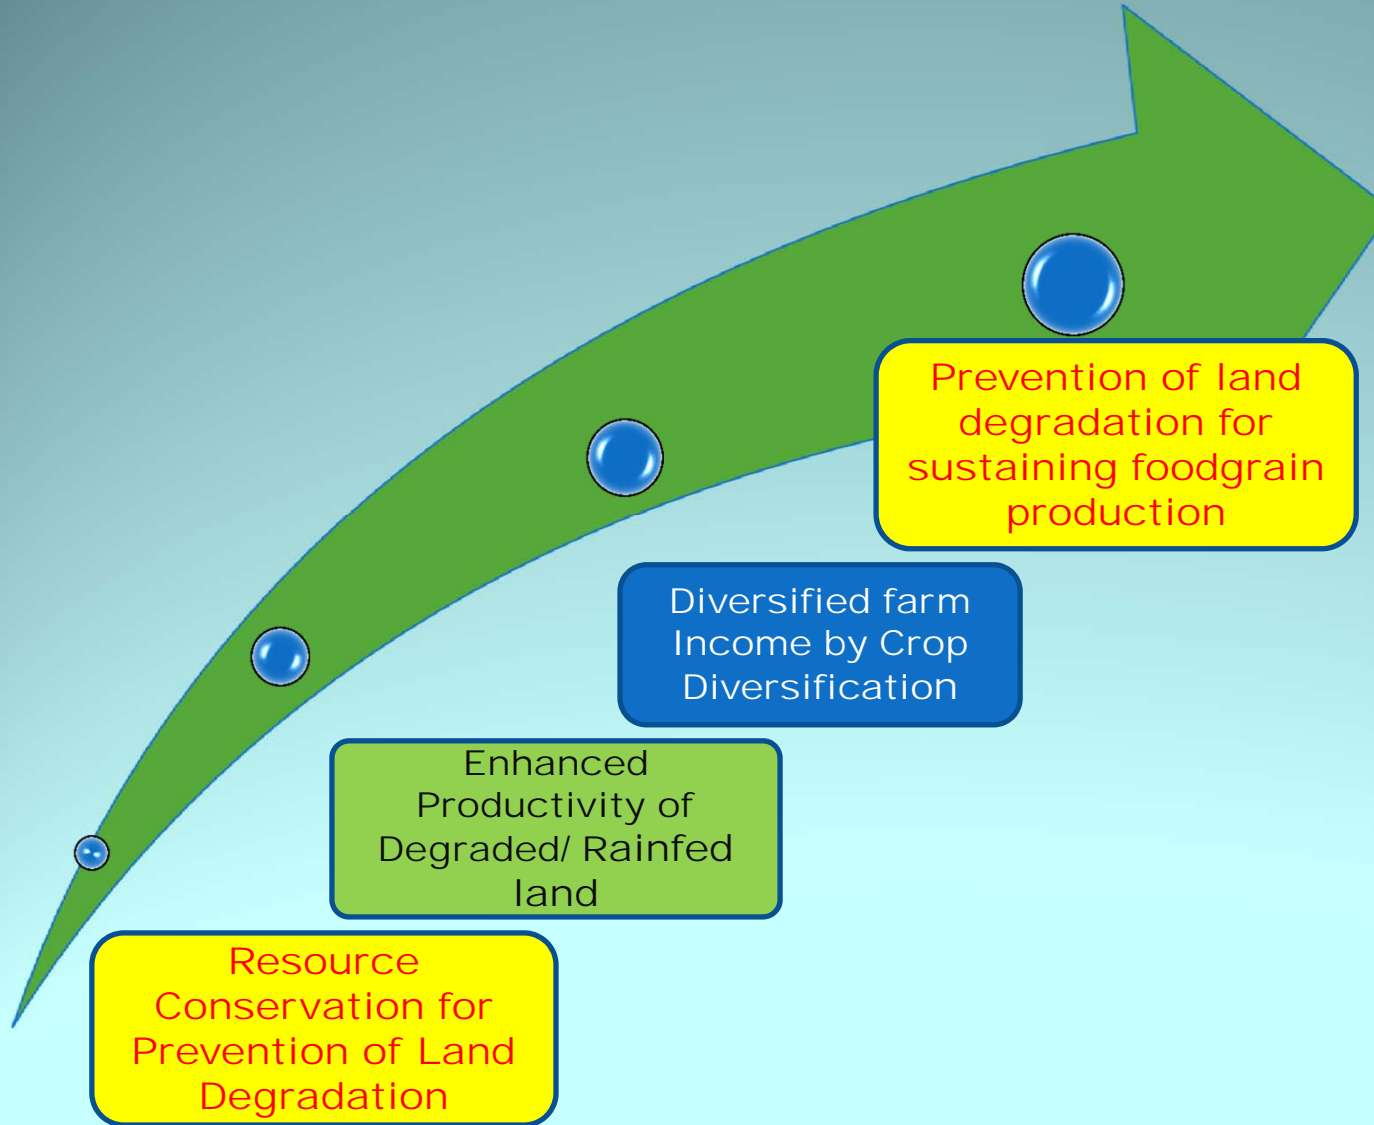 Prevention of land
degradation for
sustaining foodgrain
production
Diversified farm
Income by Crop
Diversification
Enhanced
Productivity of
Degraded/ Rainfed
land
Resource
Conservation for
Prevention of Land
Degradation